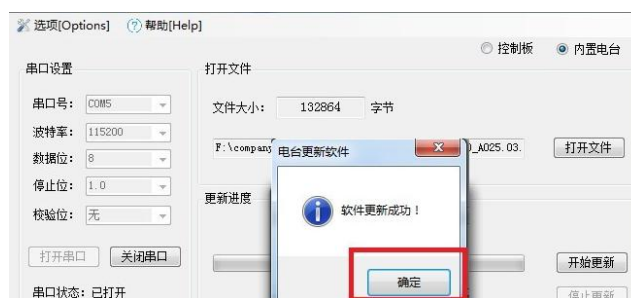 选项[Options] 帮助[Help]
控制板 内置电台
串口设置
打开文件
串口号: COM5
文件大小: 132864 字节
波特率: 115200
F:\company
_A025.03.
打开文件
电台更新软件
数据位: 8
停止位: 1.0
更新进度
软件更新成功！
校验位: 无
打开串口 关闭串口
确定
开始更新
串口状态: 已打开
停止更新